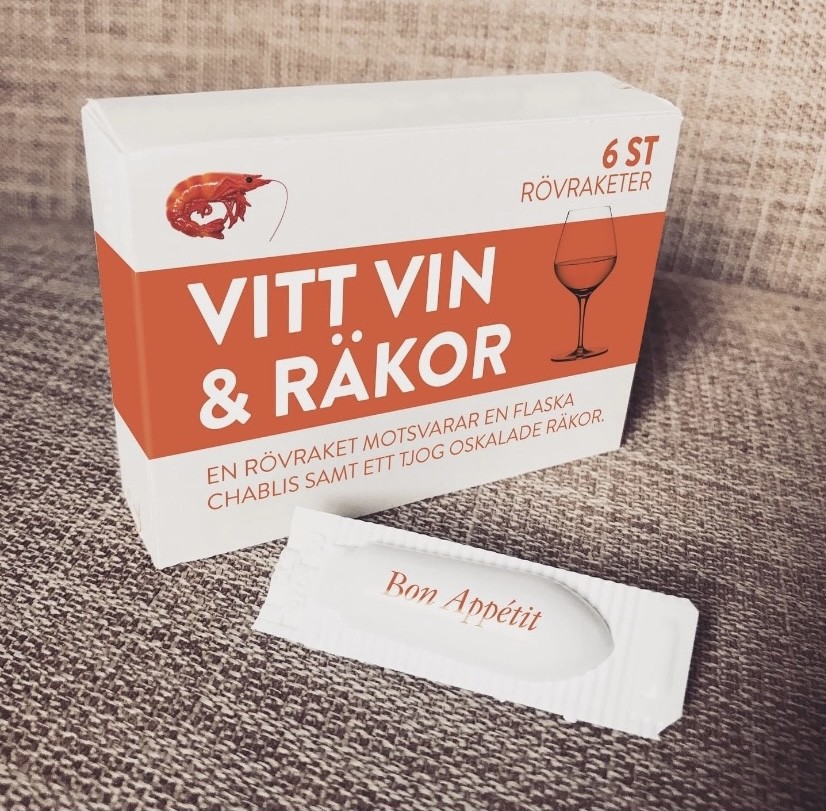 6 ST
RÖVRAKETER
VITT VIN
& RÄKOR
EN RÖVRAKET MOTSVARAR EN FLASKA
CHABLIS SAMT ETT TJOG OSKALADE RÄKOR.
Bon Appétit